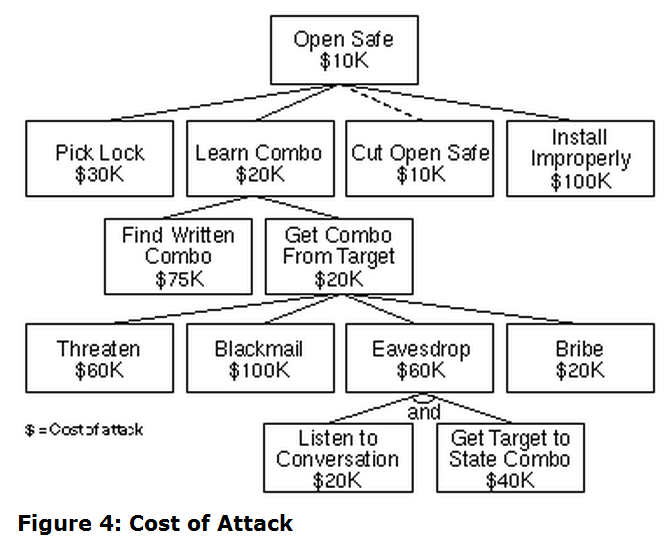 Open Safe
$10K
Pick Lock
$30K
Learn Combo
$20K
Cut Open Safe
$10K
Install
Improperly
$100K
Find Written
Combo
$75K
Get Combo
From Target
$20K
Threaten
$60K
Blackmail
$100K
Eavesdrop
$60K
Bribe
$20K
and
$ = Cost of attack
Listen to
Conversation
$20K
Get Target to
State Combo
$40K
Figure 4: Cost of Attack